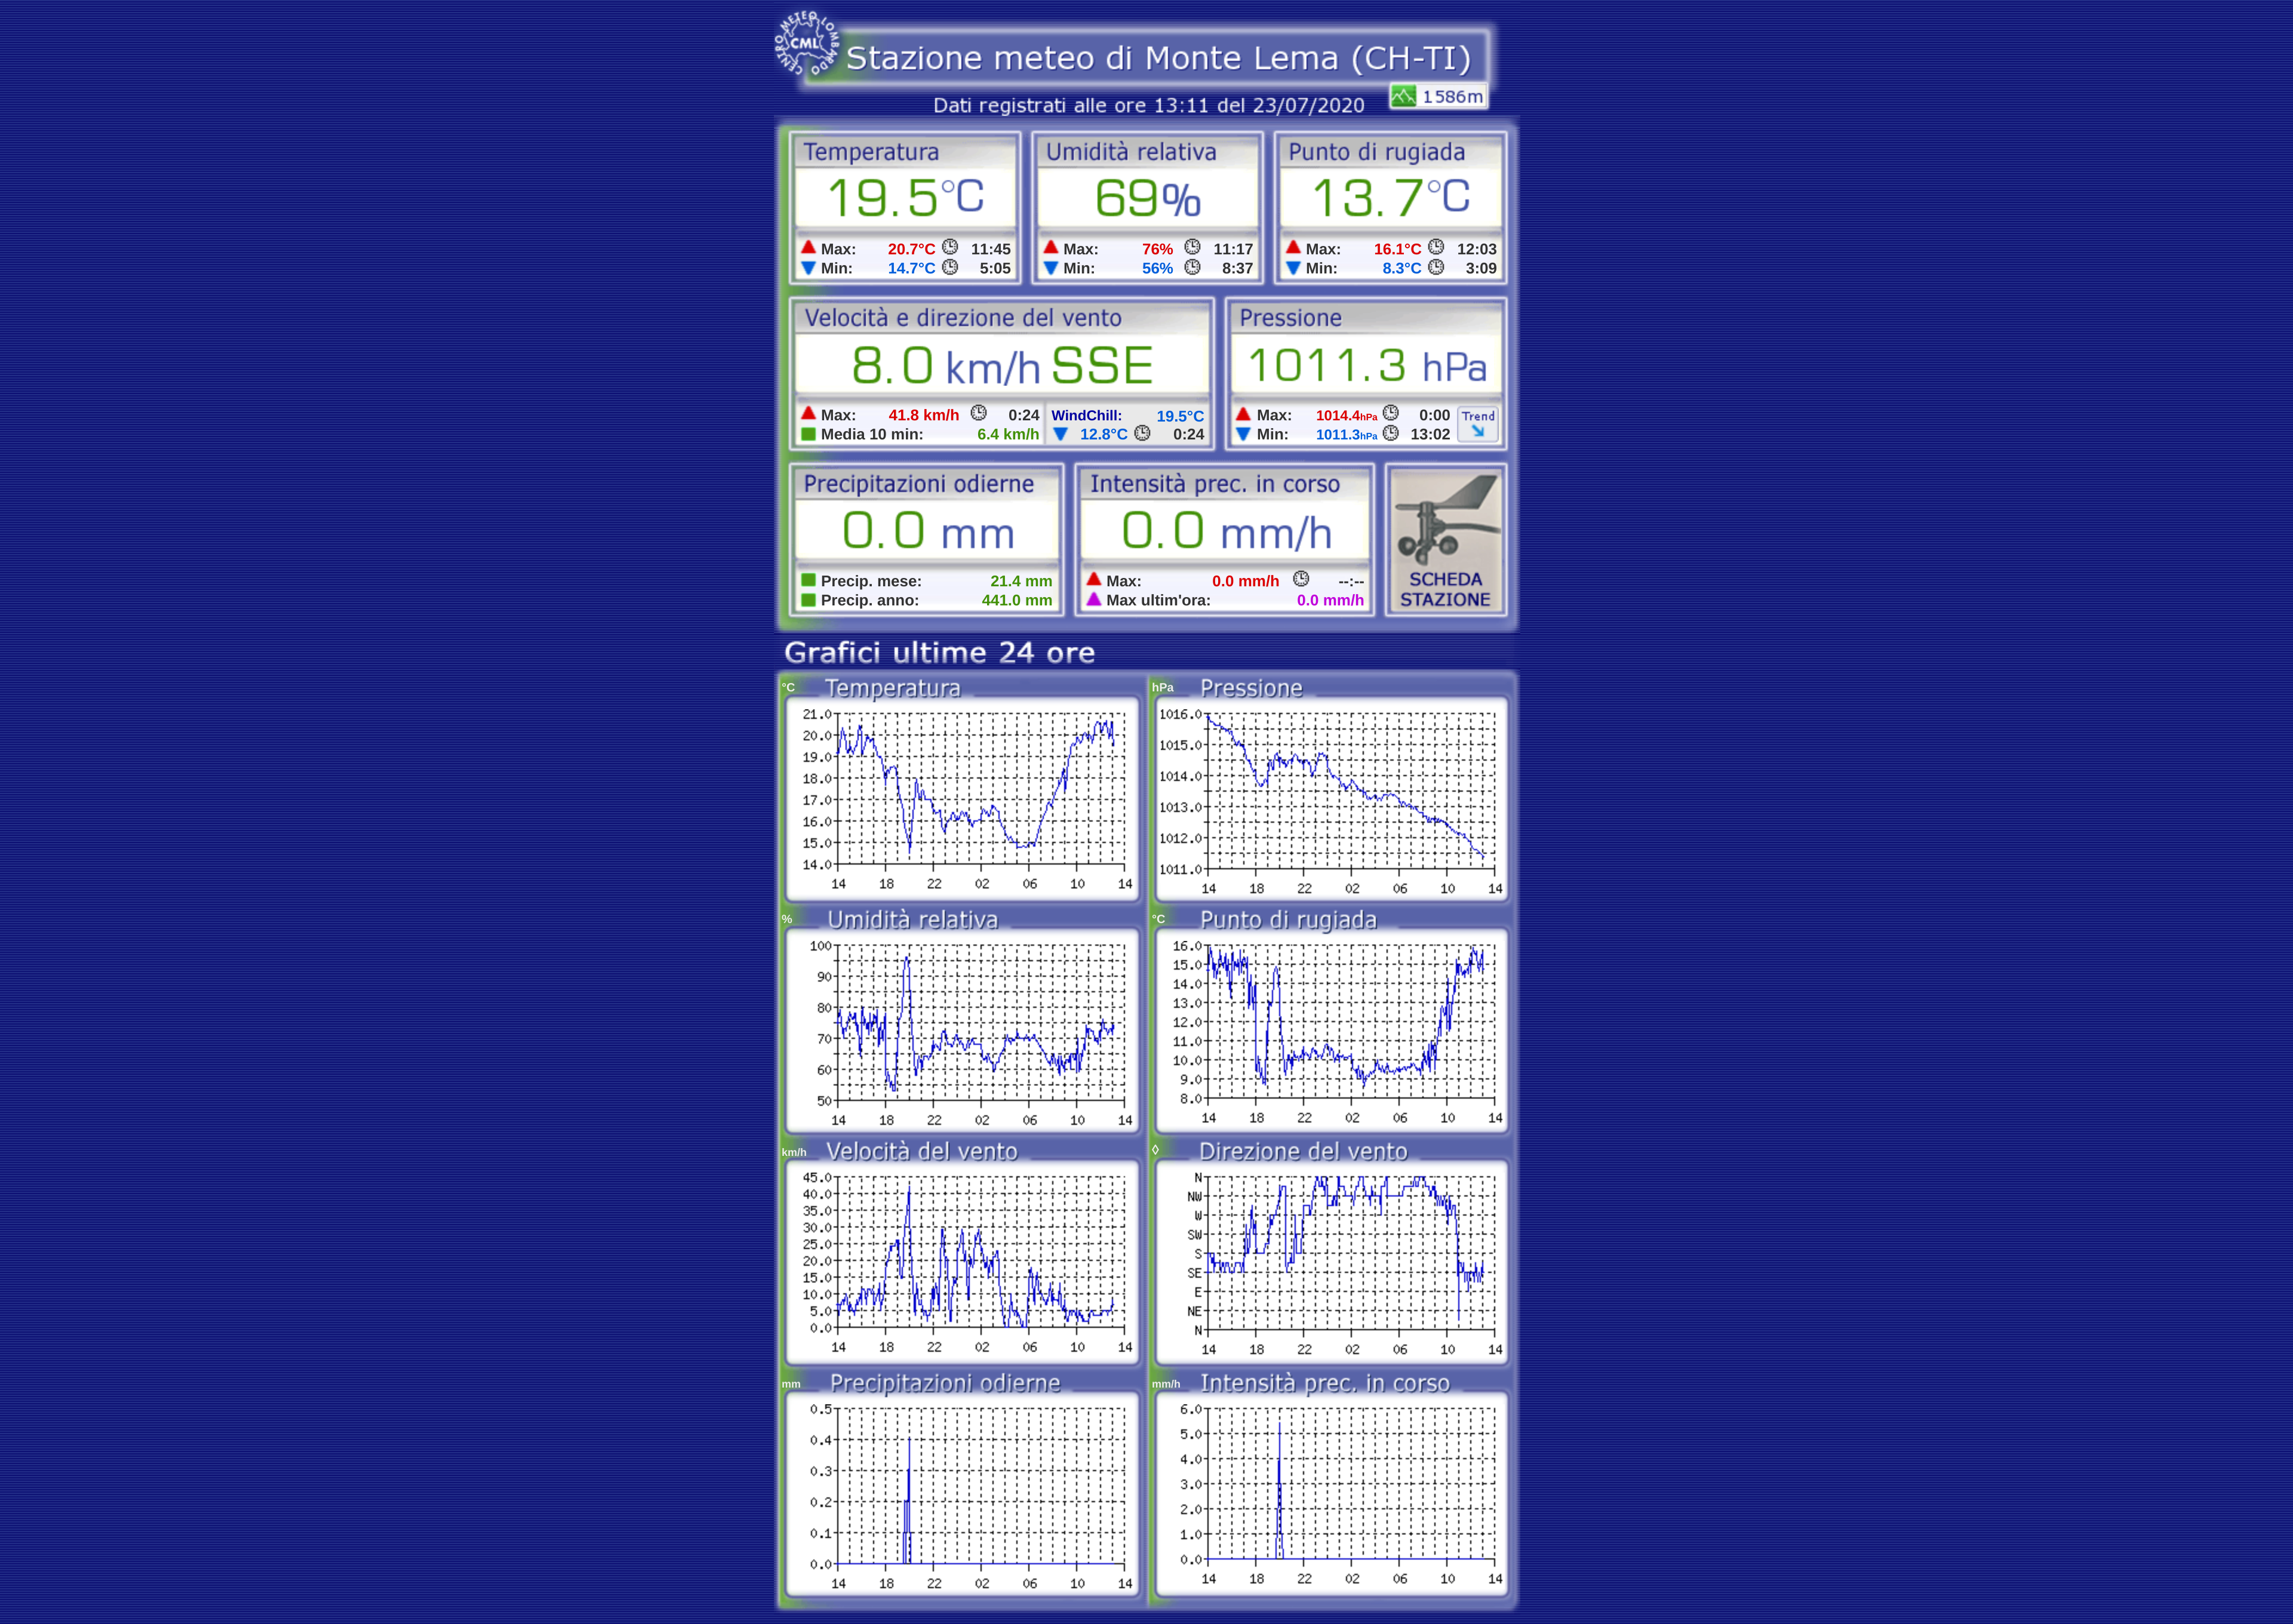 CENTRO METEO LOMBARDO
CML
Stazione meteo di Monte Lema (CH-TI)
1586m
Dati registrati alle ore 13:11 del 23/07/2020
Temperatura
19.5°C
Max: 20.7°C 11:45
Min: 14.7°C 5:05
Umidità relativa
69%
Max: 76% 11:17
Min: 56% 8:37
Punto di rugiada
13.7°C
Max: 16.1°C 12:03
Min: 8.3°C 3:09
Velocità e direzione del vento
8.0 km/h SSE
Max: 41.8 km/h 0:24
Media 10 min: 6.4 km/h
WindChill: 19.5°C
12.8°C 0:24
Pressione
1011.3 hPa
Max: 1014.4hPa 0:00
Min: 1011.3hPa 13:02
Trend
Precipitazioni odierne
0.0 mm
Precip. mese: 21.4 mm
Precip. anno: 441.0 mm
Intensità prec. in corso
0.0 mm/h
Max: 0.0 mm/h --:--
Max ultim'ora: 0.0 mm/h
SCHEDA
STAZIONE
Grafici ultime 24 ore
°C Temperatura
21.0
20.0
19.0
18.0
17.0
16.0
15.0
14.0
14 18 22 02 06 10 14
hPa Pressione
1016.0
1015.0
1014.0
1013.0
1012.0
1011.0
14 18 22 02 06 10 14
% Umidità relativa
100
90
80
70
60
50
14 18 22 02 06 10 14
°C Punto di rugiada
16.0
15.0
14.0
13.0
12.0
11.0
10.0
9.0
8.0
14 18 22 02 06 10 14
km/h Velocità del vento
45.0
40.0
35.0
30.0
25.0
20.0
15.0
10.0
5.0
0.0
14 18 22 02 06 10 14
◊ Direzione del vento
N
NW
W
SW
S
SE
E
NE
N
14 18 22 02 06 10 14
mm Precipitazioni odierne
0.5
0.4
0.3
0.2
0.1
0.0
14 18 22 02 06 10 14
mm/h Intensità prec. in corso
6.0
5.0
4.0
3.0
2.0
1.0
0.0
14 18 22 02 06 10 14